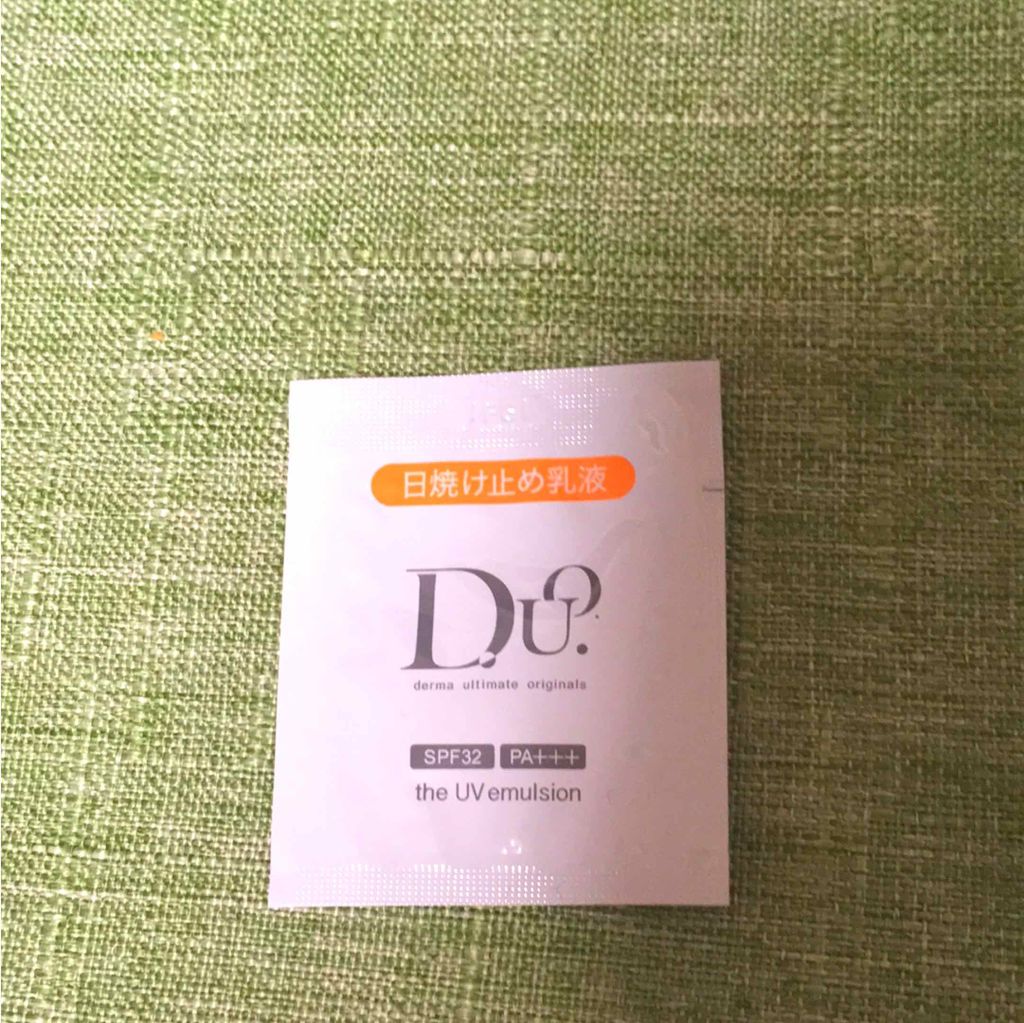 日焼け止め乳液
D.U.O.
derma ultimate originals
SPF32 PA+++
the UV emulsion